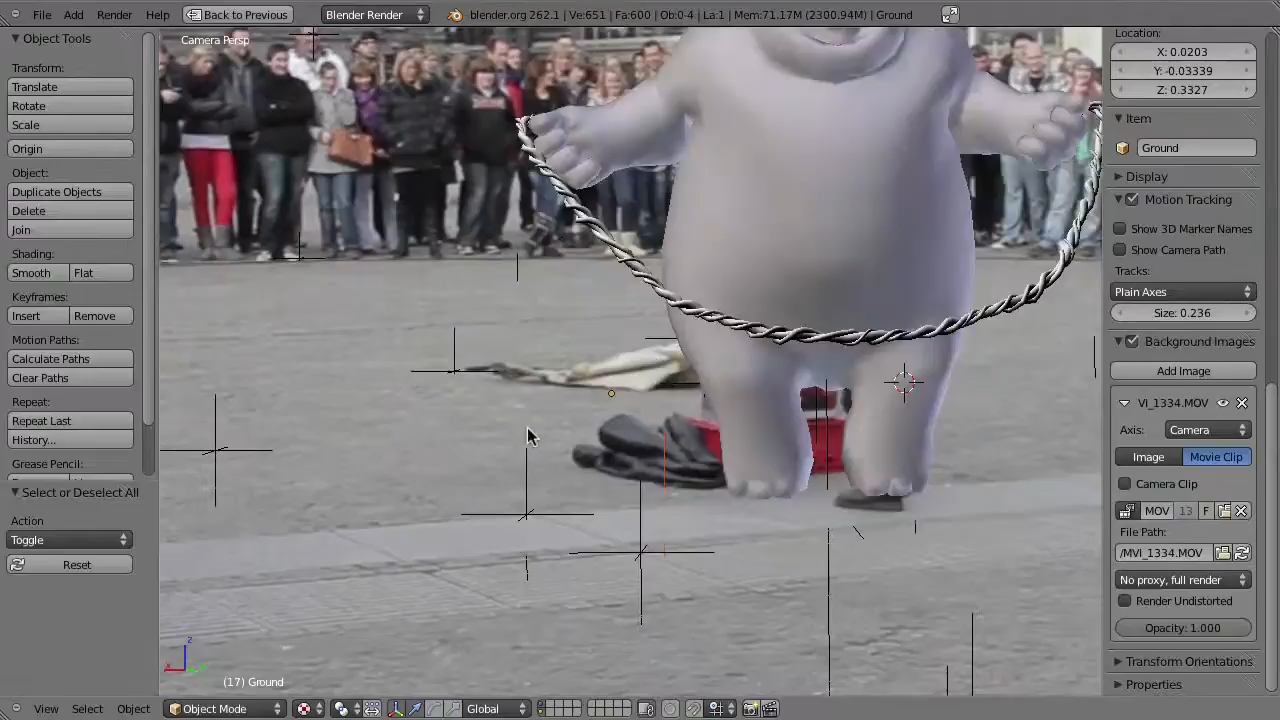 File Add Render Help Back to Previous Blender Render blender.org 262.1 | Ve:651 | Fa:600 | Ob:0-4 | La:1 | Mem:71.17M (2300.94M) | Ground
Object Tools
Transform:
Translate
Rotate
Scale
Origin
Object:
Duplicate Objects
Delete
Join
Shading:
Smooth Flat
Keyframes:
Insert Remove
Motion Paths:
Calculate Paths
Clear Paths
Repeat:
Repeat Last
History...
Grease Pencil:
Select or Deselect All
Action
Toggle
Reset
Camera Persp
z
x
y
(17) Ground
Location:
X: 0.0203
Y: -0.03339
Z: 0.3327
Item
Ground
Display
Motion Tracking
Show 3D Marker Names
Show Camera Path
Tracks:
Plain Axes
Size: 0.236
Background Images
Add Image
Vi_1334.MOV
Axis: Camera
Image Movie Clip
Camera Clip
MOV 13 F
File Path:
/MVI_1334.MOV
No proxy, full render
Render Undistorted
Opacity: 1.000
Transform Orientations
Properties
View Select Object Object Mode Global